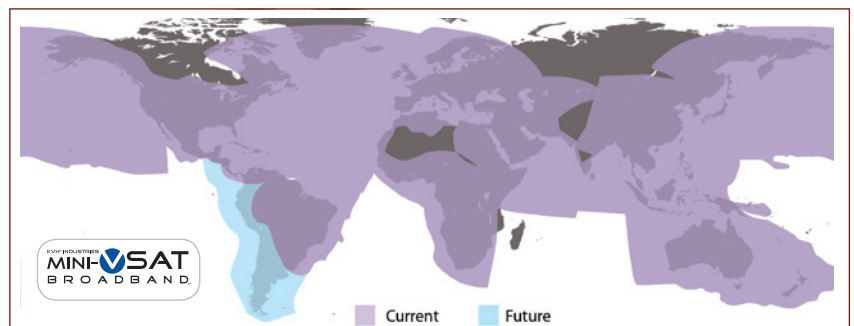 KVH INDUSTRIES
MINI-VSAT
BROADBAND
Current
Future